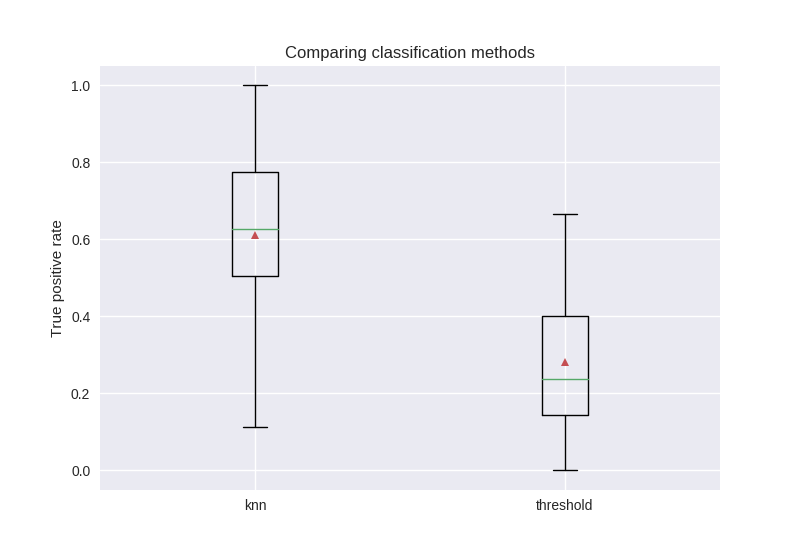 Comparing classification methods
True positive rate
1.0
0.8
0.6
0.4
0.2
0.0
knn
threshold